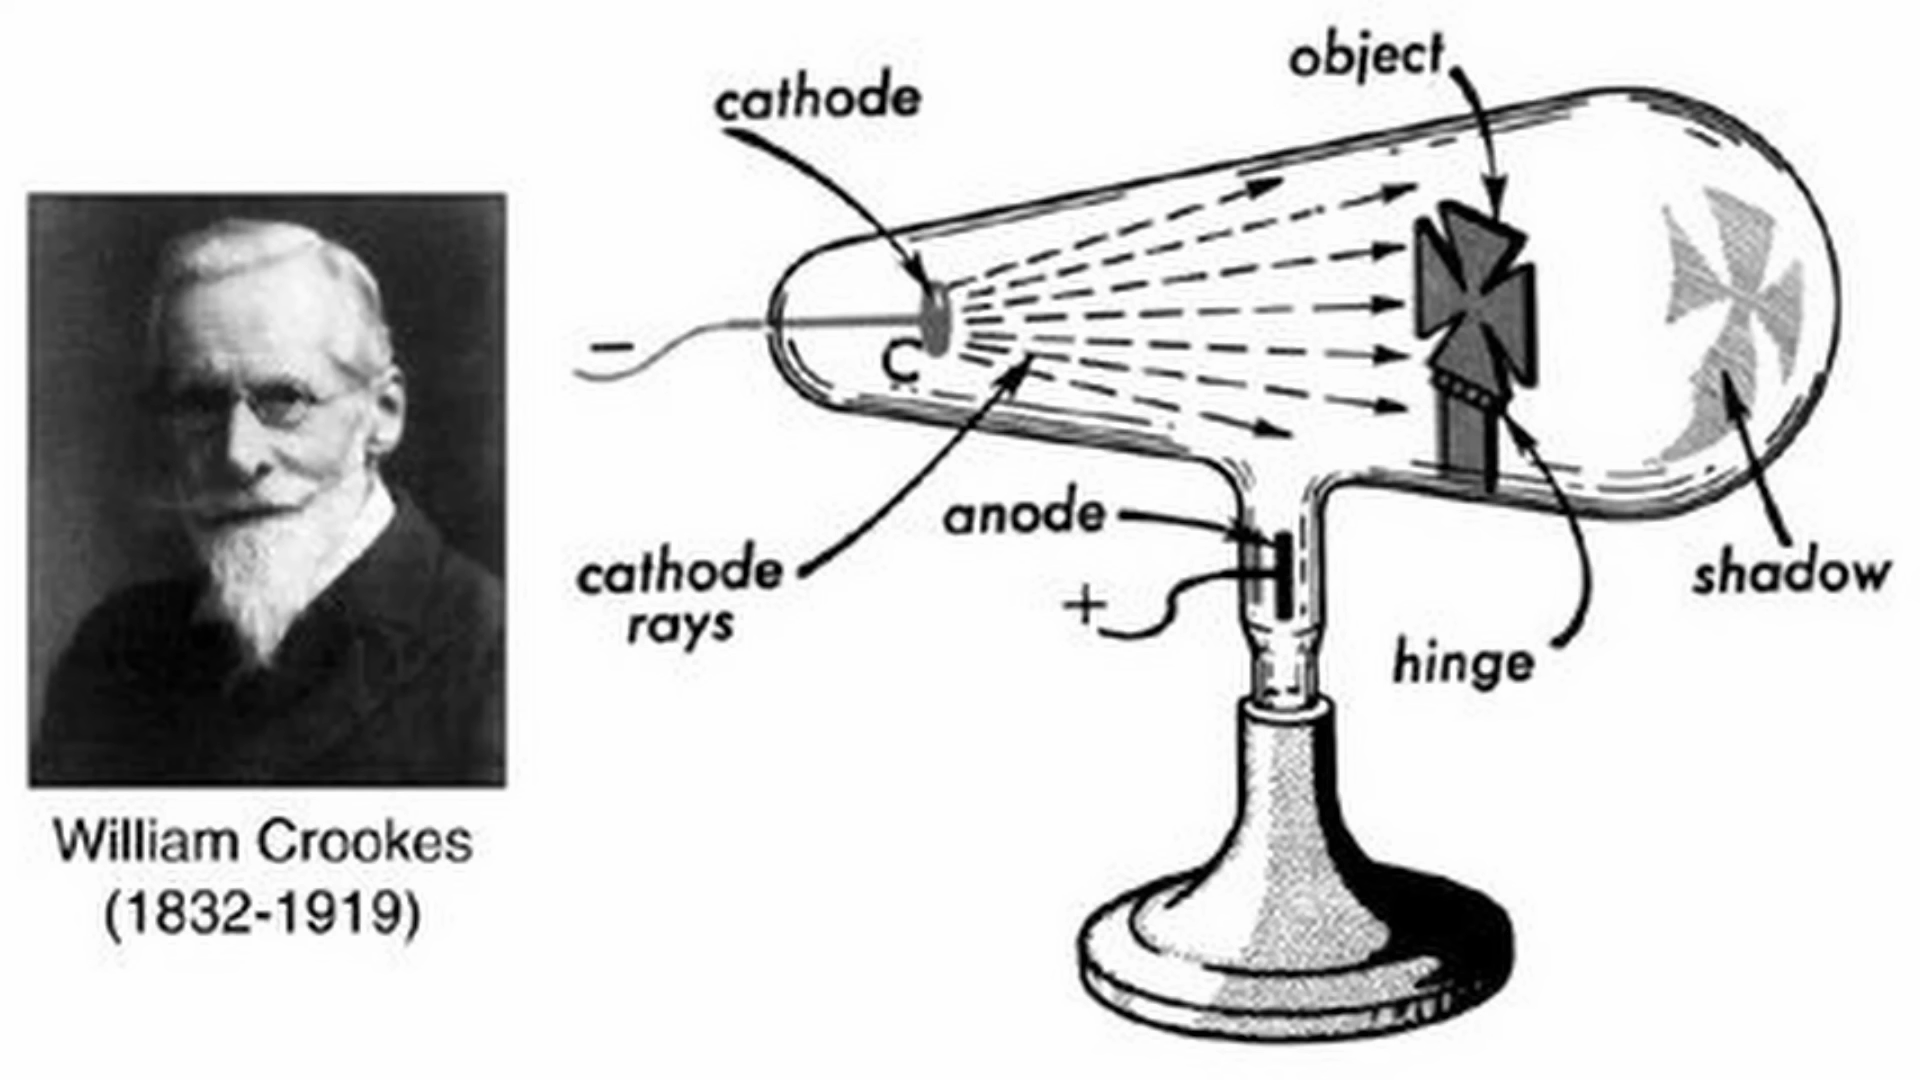 cathode
object
−
C
cathode
rays
anode
+
hinge
shadow
William Crookes
(1832-1919)